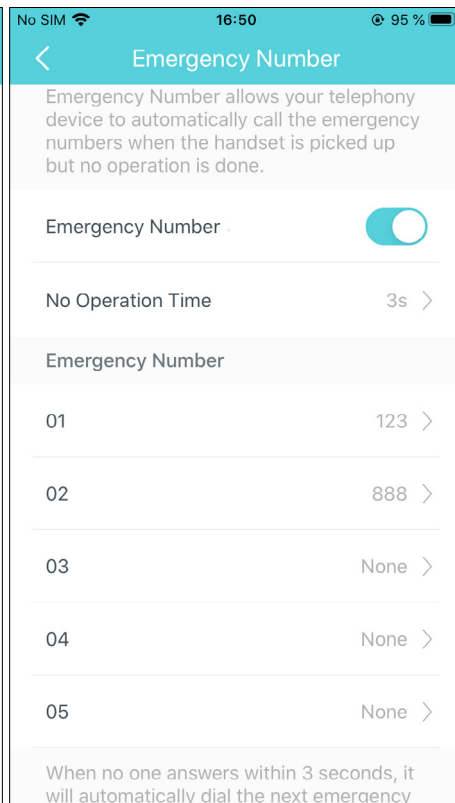 No SIM 16:50 95 %
Emergency Number
Emergency Number allows your telephony
device to automatically call the emergency
numbers when the handset is picked up
but no operation is done.
Emergency Number
No Operation Time 3s
Emergency Number
01 123
02 888
03 None
04 None
05 None
When no one answers within 3 seconds, it
will automatically dial the next emergency